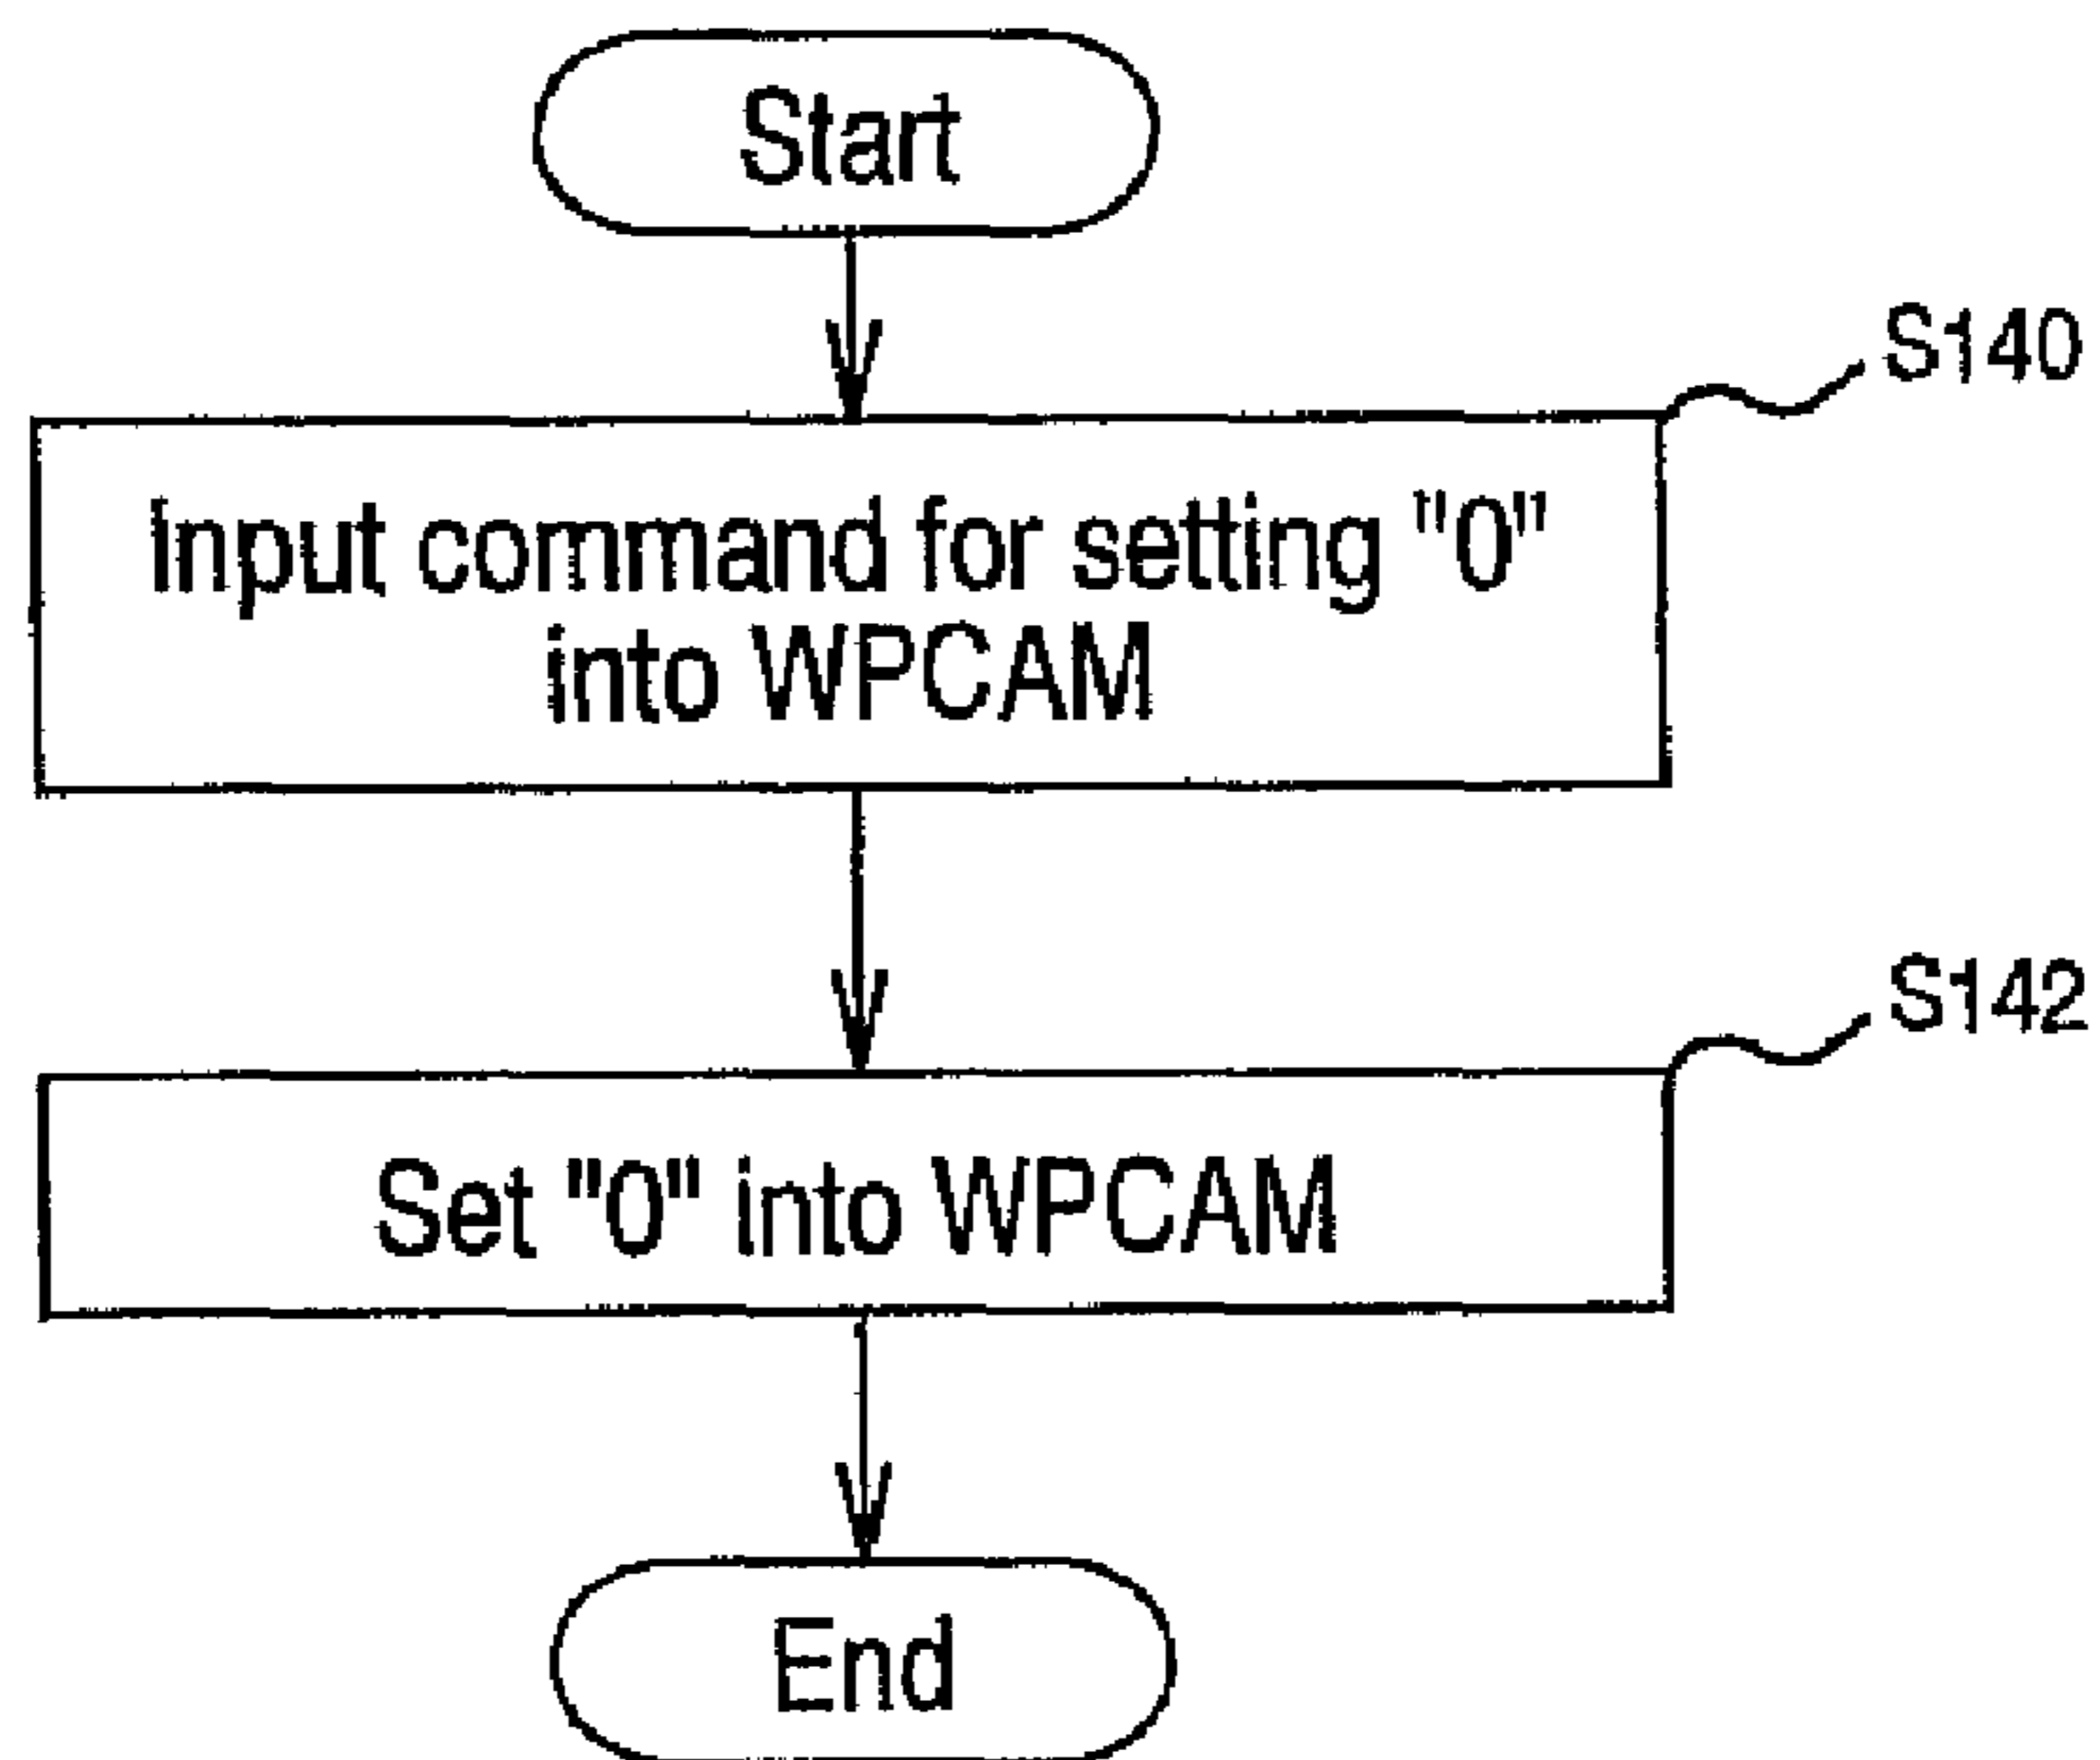 Start
S140
Input command for setting "0"
into WPCAM
S142
Set "0" into WPCAM
End